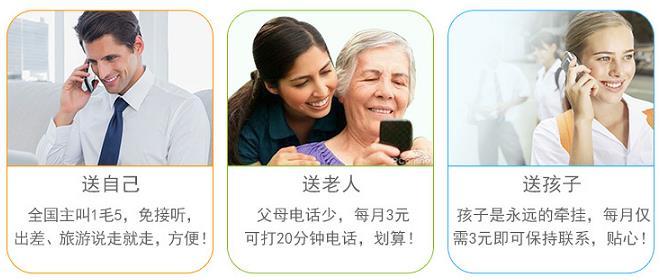 送自己
全国主叫1毛5，免接听，
出差、旅游说走就走，方便！
送老人
父母电话少，每月3元
可打20分钟电话，划算！
送孩子
孩子是永远的牵挂，每月仅
需3元即可保持联系，贴心！